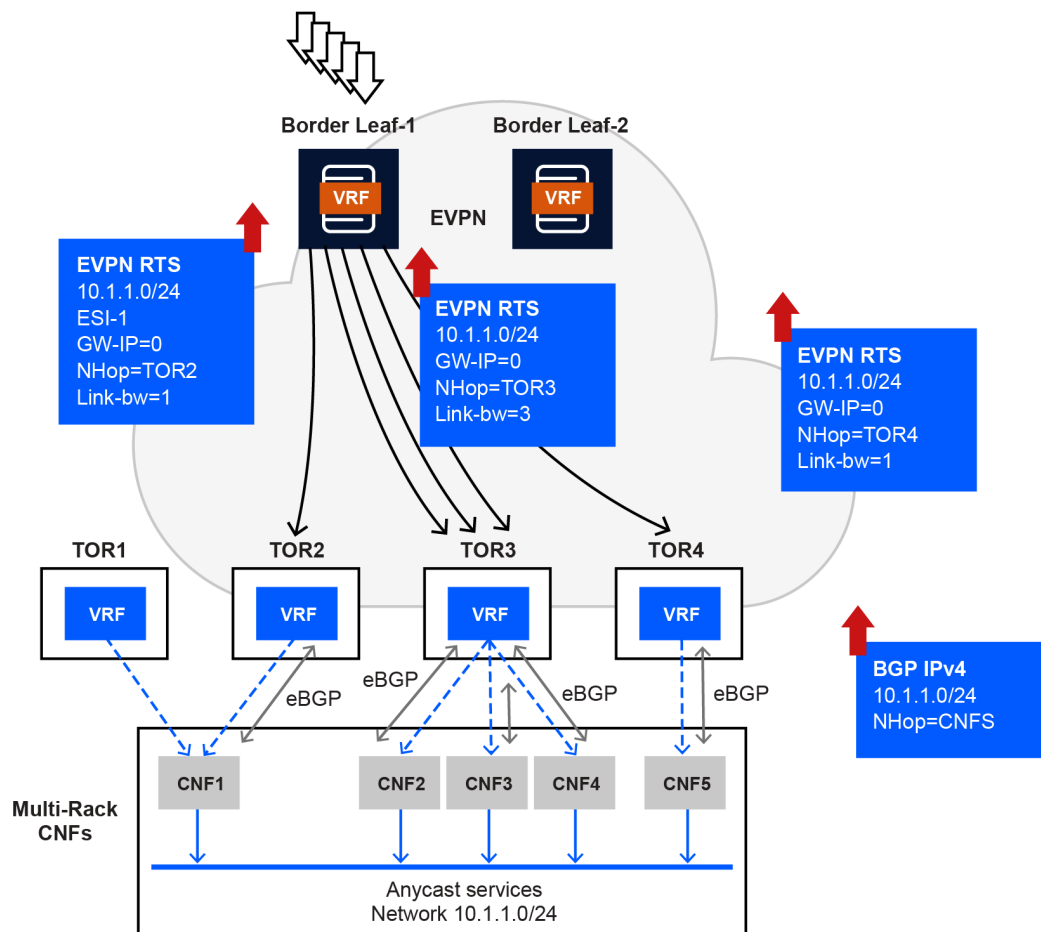 Border Leaf-1
Border Leaf-2
VRF
VRF
EVPN
EVPN RTS
10.1.1.0/24
ESI-1
GW-IP=0
NHop=TOR2
Link-bw=1
EVPN RTS
10.1.1.0/24
GW-IP=0
NHop=TOR3
Link-bw=3
EVPN RTS
10.1.1.0/24
GW-IP=0
NHop=TOR4
Link-bw=1
TOR1
TOR2
TOR3
TOR4
VRF
VRF
VRF
VRF
eBGP
eBGP
eBGP
eBGP
BGP IPv4
10.1.1.0/24
NHop=CNFS
Multi-Rack
CNFs
CNF1
CNF2
CNF3
CNF4
CNF5
Anycast services
Network 10.1.1.0/24